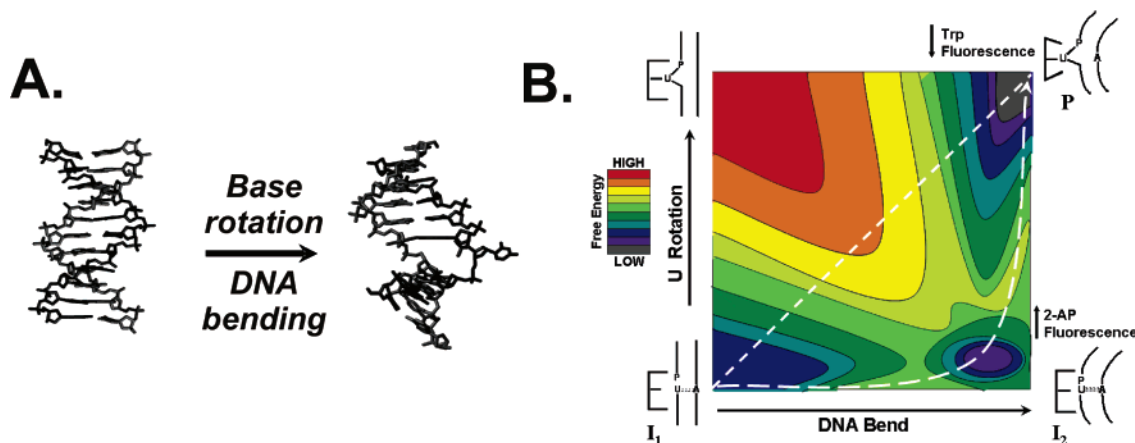 A.
Base
rotation
DNA
bending
B.
Trp
Fluorescence
P
U
P
U
A
P
HIGH
Free Energy
LOW
U Rotation
2-AP
Fluorescence
P
U
A
I₁
DNA Bend
P
U
A
I₂